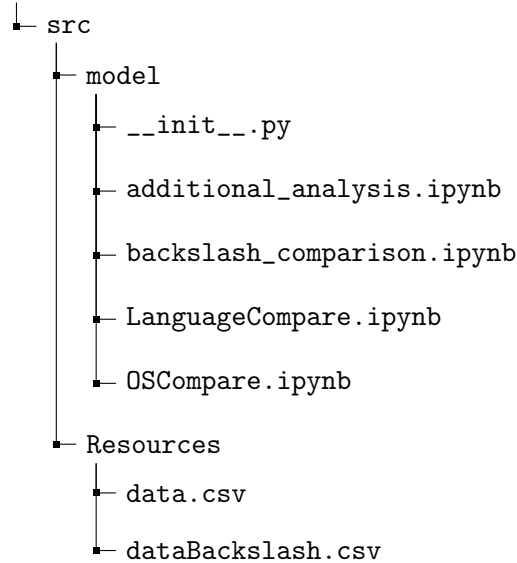 src
model
__init__.py
additional_analysis.ipynb
backslash_comparison.ipynb
LanguageCompare.ipynb
OSCompare.ipynb
Resources
data.csv
dataBackslash.csv